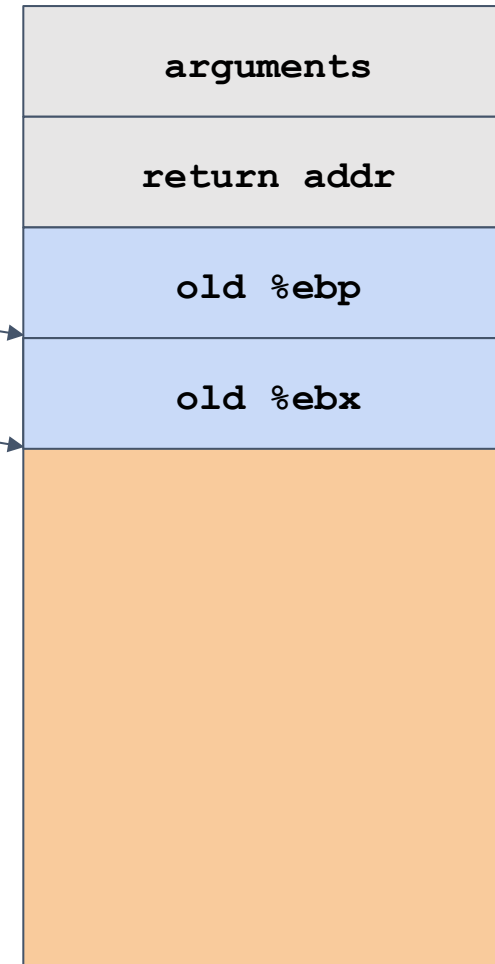 arguments
return addr
old %ebp
old %ebx